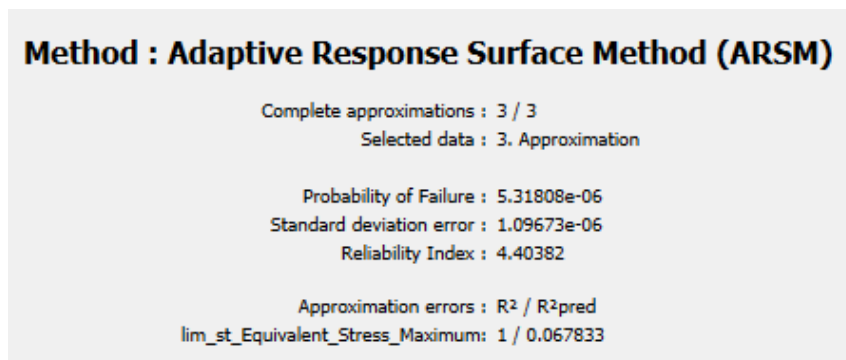 Method : Adaptive Response Surface Method (ARSM)
Complete approximations : 3 / 3
Selected data : 3. Approximation
Probability of Failure : 5.31808e-06
Standard deviation error : 1.09673e-06
Reliability Index : 4.40382
Approximation errors : R² / R²pred
lim_st_Equivalent_Stress_Maximum: 1 / 0.067833